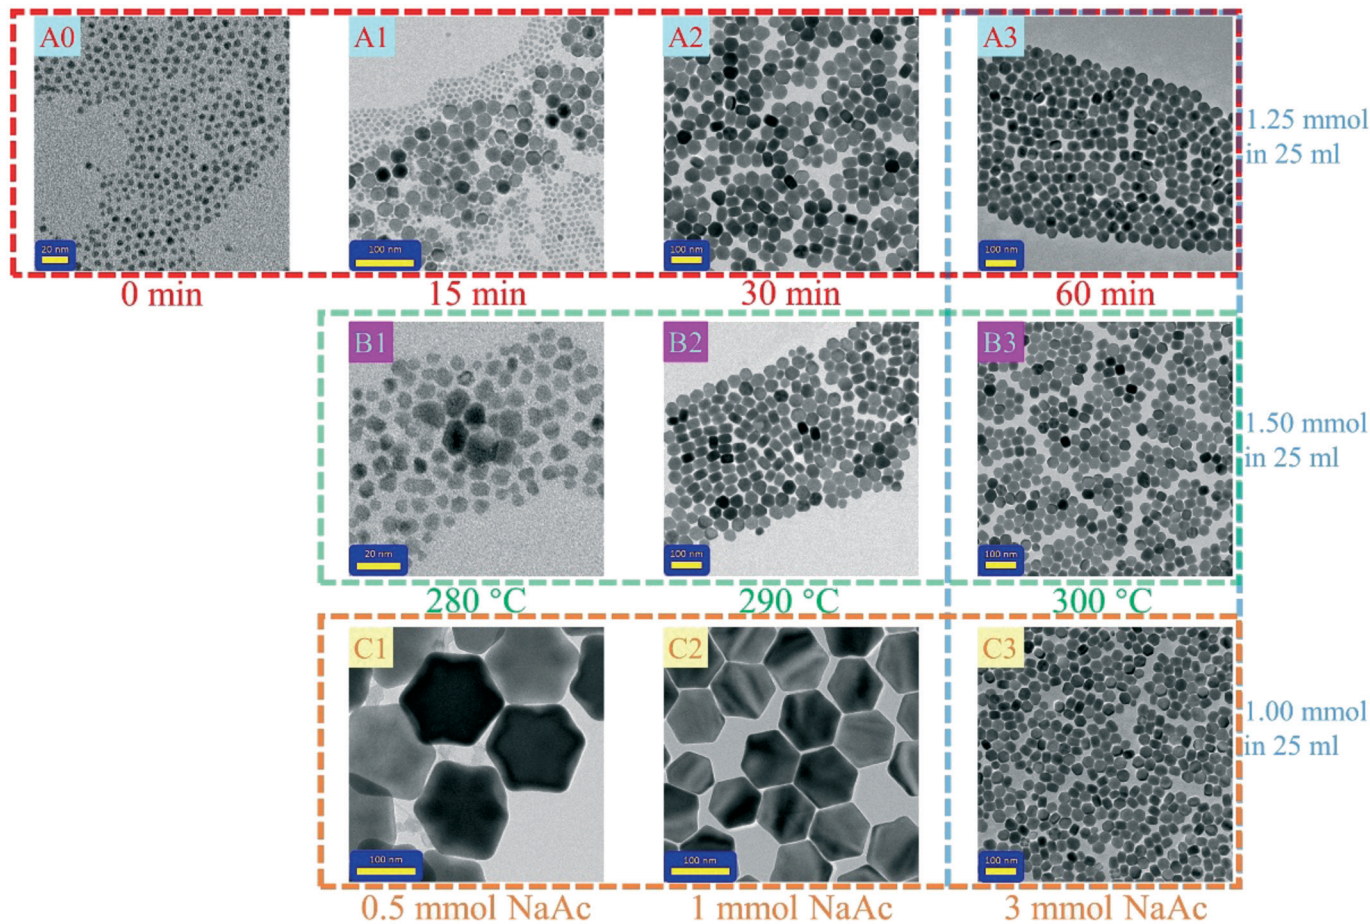 A0
A1
A2
A3
20 nm
100 nm
100 nm
100 nm
1.25 mmol
in 25 ml
0 min
15 min
30 min
60 min
B1
B2
B3
20 nm
100 nm
100 nm
1.50 mmol
in 25 ml
280 °C
290 °C
300 °C
C1
C2
C3
100 nm
100 nm
100 nm
1.00 mmol
in 25 ml
0.5 mmol NaAc
1 mmol NaAc
3 mmol NaAc